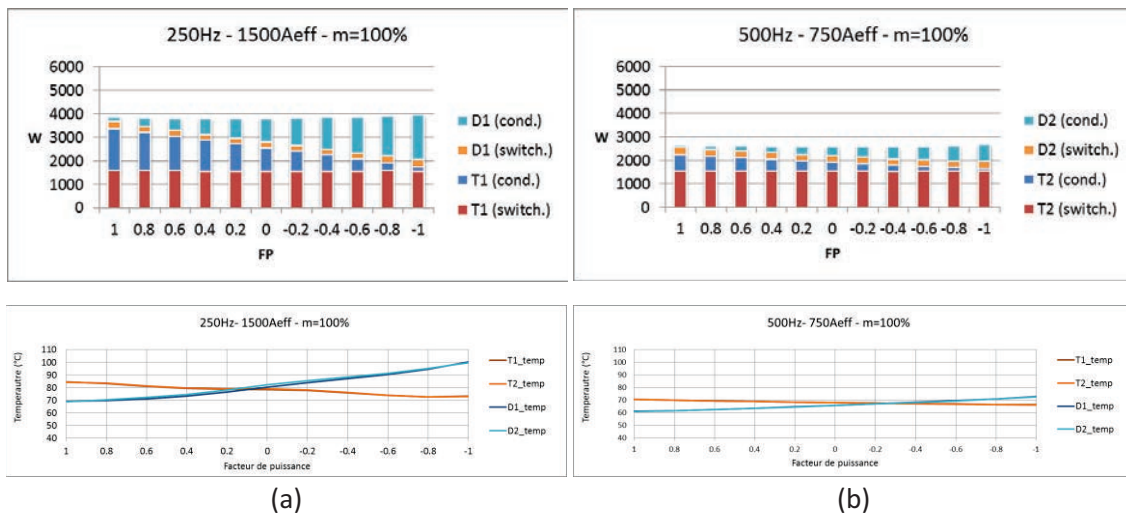 250Hz - 1500Aeff - m=100%
W
6000
5000
4000
3000
2000
1000
0
1 0.8 0.6 0.4 0.2 0 -0.2 -0.4 -0.6 -0.8 -1
FP
D1 (cond.)
D1 (switch.)
T1 (cond.)
T1 (switch.)
500Hz - 750Aeff - m=100%
W
6000
5000
4000
3000
2000
1000
0
1 0.8 0.6 0.4 0.2 0 -0.2 -0.4 -0.6 -0.8 -1
FP
D2 (cond.)
D2 (switch.)
T2 (cond.)
T2 (switch.)
250Hz- 1500Aeff - m=100%
Temperautre (°C)
110
100
90
80
70
60
50
40
1 0.8 0.6 0.4 0.2 0 -0.2 -0.4 -0.6 -0.8 -1
Facteur de puissance
T1_temp
T2_temp
D1_temp
D2_temp
500Hz- 750Aeff - m=100%
Temperautre (°C)
110
100
90
80
70
60
50
40
1 0.8 0.6 0.4 0.2 0 -0.2 -0.4 -0.6 -0.8 -1
Facteur de puissance
T1_temp
T2_temp
D1_temp
D2_temp
(a)
(b)